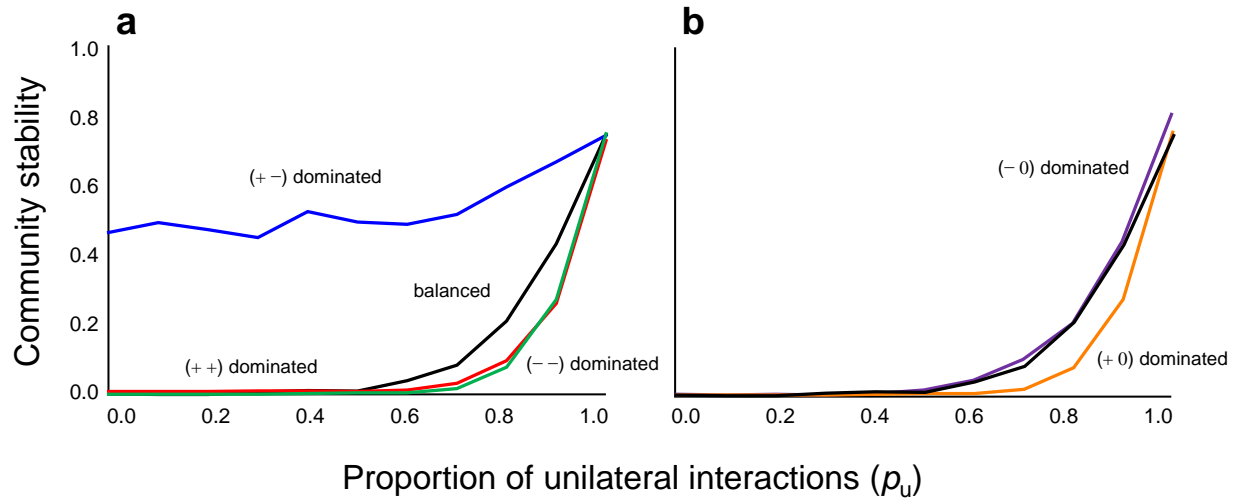 a
b
Community stability
1.0
0.8
0.6
0.4
0.2
0.0
(+ −) dominated
balanced
(+ +) dominated
(− −) dominated
0.0 0.2 0.4 0.6 0.8 1.0
(− 0) dominated
(+ 0) dominated
0.0 0.2 0.4 0.6 0.8 1.0
Proportion of unilateral interactions (pu)